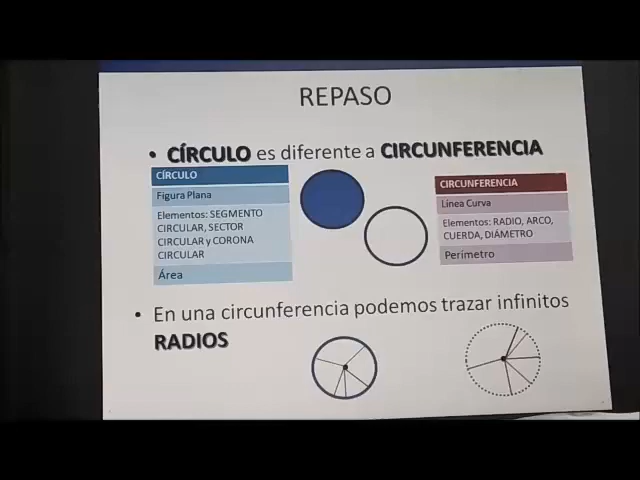 REPASO
• CÍRCULO es diferente a CIRCUNFERENCIA
CÍRCULO
Figura Plana
Elementos: SEGMENTO
CIRCULAR, SECTOR
CIRCULAR y CORONA
CIRCULAR
Área
CIRCUNFERENCIA
Línea Curva
Elementos: RADIO, ARCO,
CUERDA, DIÁMETRO
Perímetro
• En una circunferencia podemos trazar infinitos
RADIOS